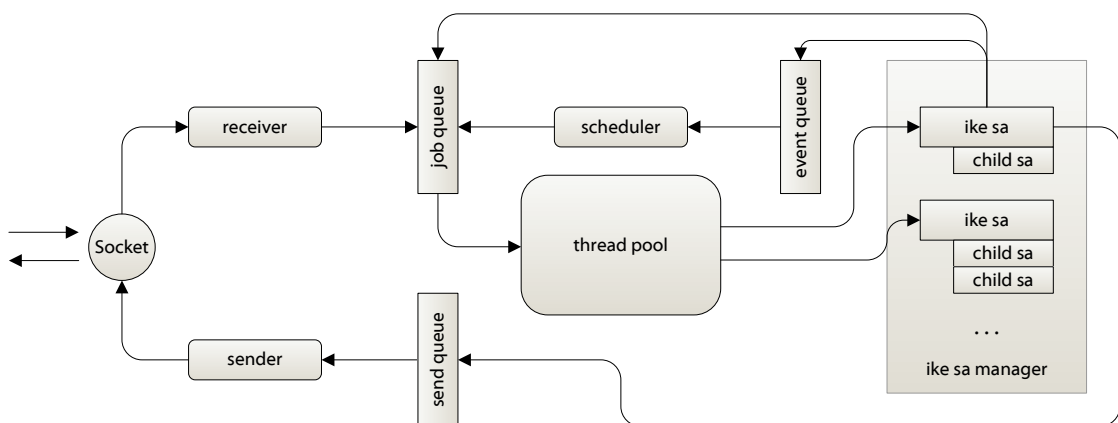 receiver
job queue
scheduler
event queue
ike sa
child sa
Socket
thread pool
ike sa
child sa
child sa
...
sender
send queue
ike sa manager